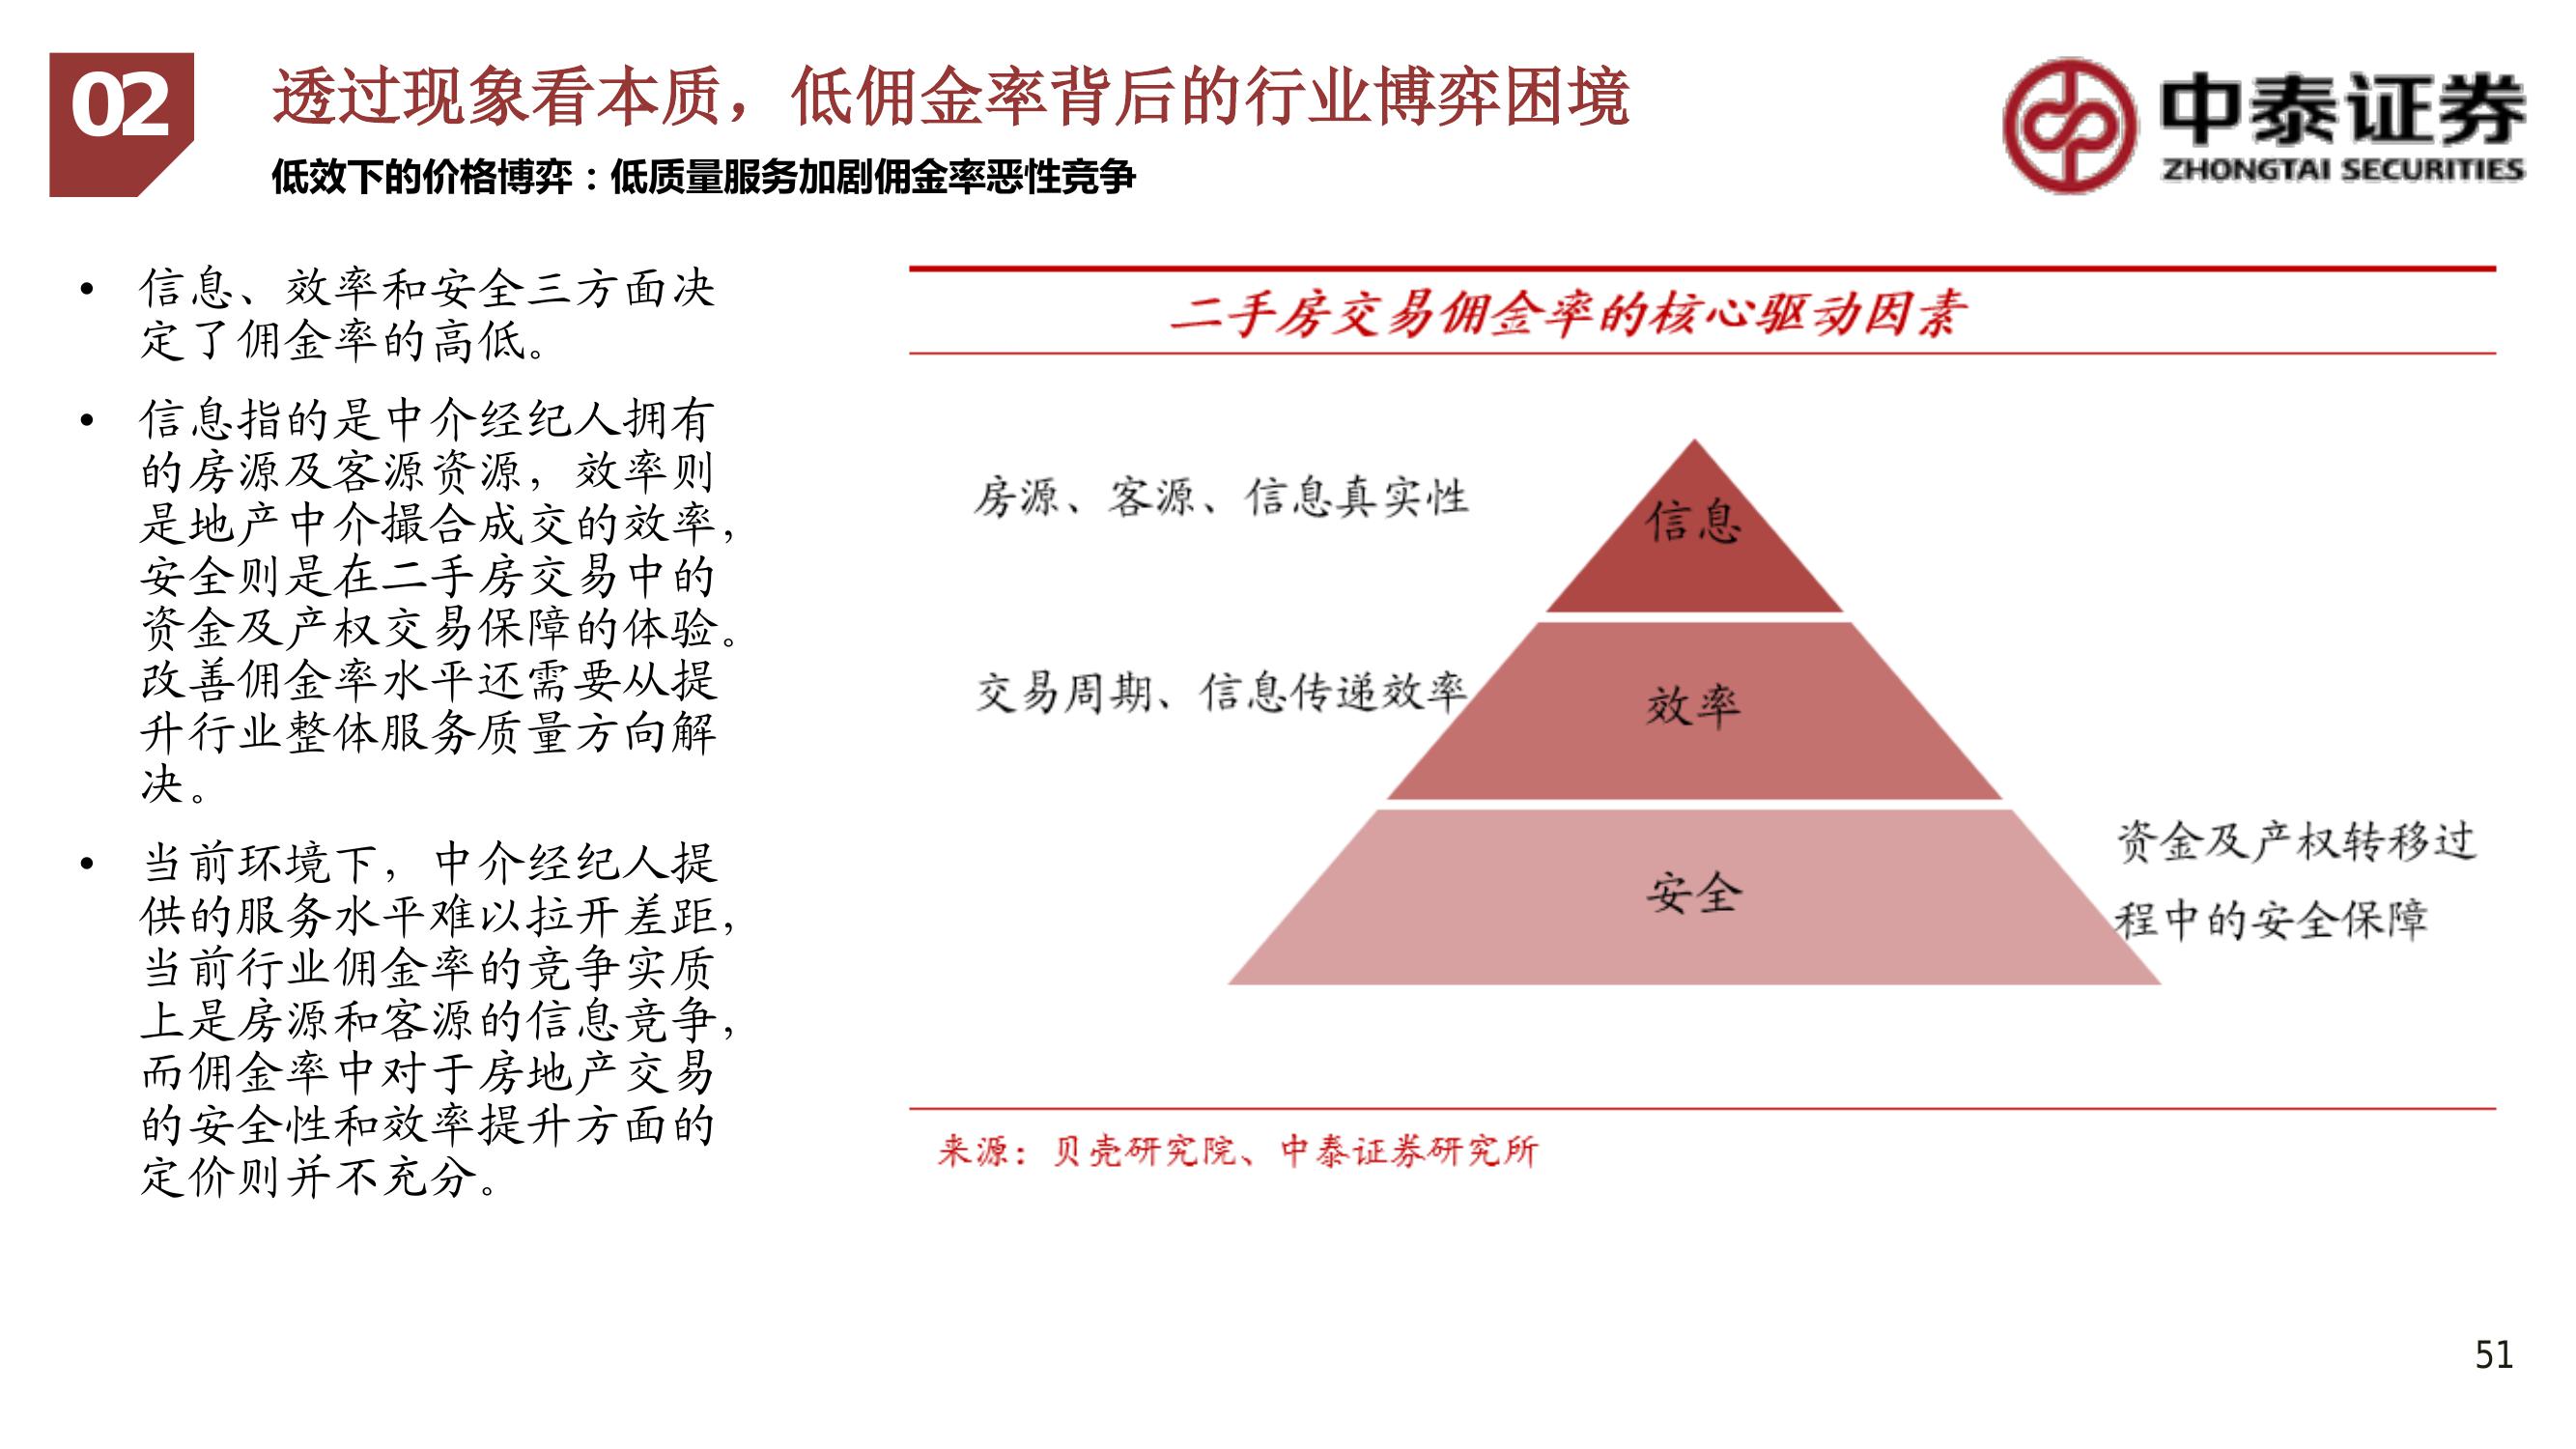 02
透过现象看本质，低佣金率背后的行业博弈困境
低效下的价格博弈：低质量服务加剧佣金率恶性竞争
中泰证券
ZHONGTAI SECURITIES
• 信息、效率和安全三方面决
定了佣金率的高低。
• 信息指的是中介经纪人拥有
的房源及客源资源，效率则
是地产中介撮合成交的效率，
安全则是在二手房交易中的
资金及产权交易保障的体验。
改善佣金率水平还需要从提
升行业整体服务质量方向解
决。
• 当前环境下，中介经纪人提
供的服务水平难以拉开差距，
当前行业佣金率的竞争实质
上是房源和客源的信息竞争，
而佣金率中对于房地产交易
的安全性和效率提升方面的
定价则并不充分。
二手房交易佣金率的核心驱动因素
房源、客源、信息真实性
信息
交易周期、信息传递效率
效率
安全
资金及产权转移过
程中的安全保障
来源：贝壳研究院、中泰证券研究所
51